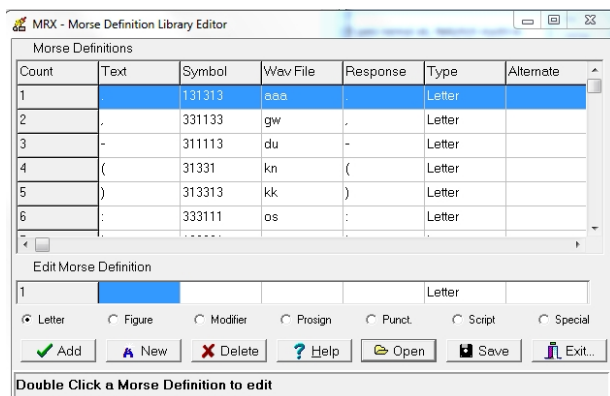 MRX - Morse Definition Library Editor
Morse Definitions
Count Text Symbol Wav File Response Type Alternate
1 . 131313 aaa . Letter
2 , 331133 gw , Letter
3 - 311113 du - Letter
4 ( 31331 kn ( Letter
5 ) 313313 kk ) Letter
6 : 333111 os : Letter
Edit Morse Definition
1 Letter
Letter Figure Modifier Prosign Punct. Script Special
Add New Delete Help Open Save Exit...
Double Click a Morse Definition to edit